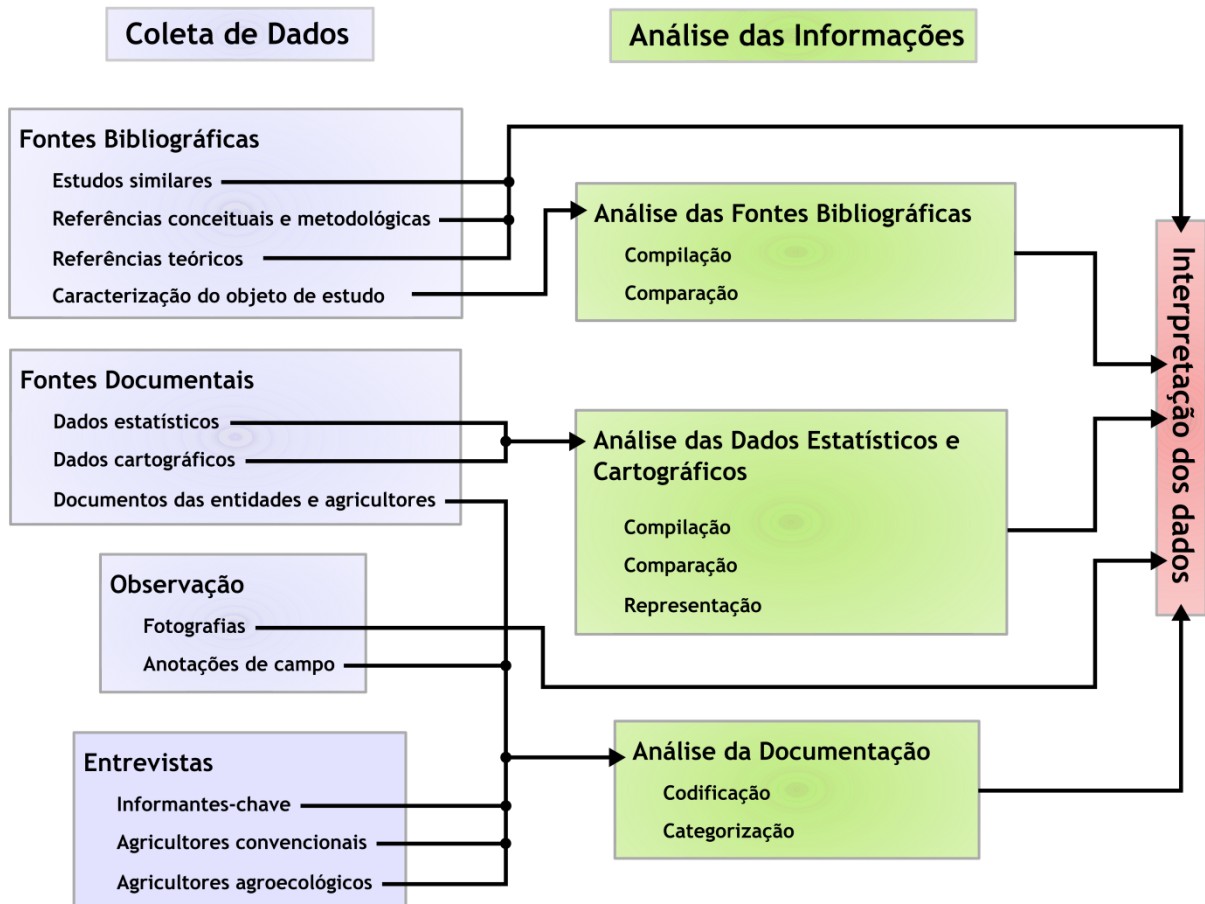 Coleta de Dados
Análise das Informações
Fontes Bibliográficas
Estudos similares
Referências conceituais e metodológicas
Referências teóricos
Caracterização do objeto de estudo
Análise das Fontes Bibliográficas
Compilação
Comparação
Fontes Documentais
Dados estatísticos
Dados cartográficos
Documentos das entidades e agricultores
Análise das Dados Estatísticos e
Cartográficos
Compilação
Comparação
Representação
Observação
Fotografias
Anotações de campo
Entrevistas
Informantes-chave
Agricultores convencionais
Agricultores agroecológicos
Análise da Documentação
Codificação
Categorização
Interpretação dos dados